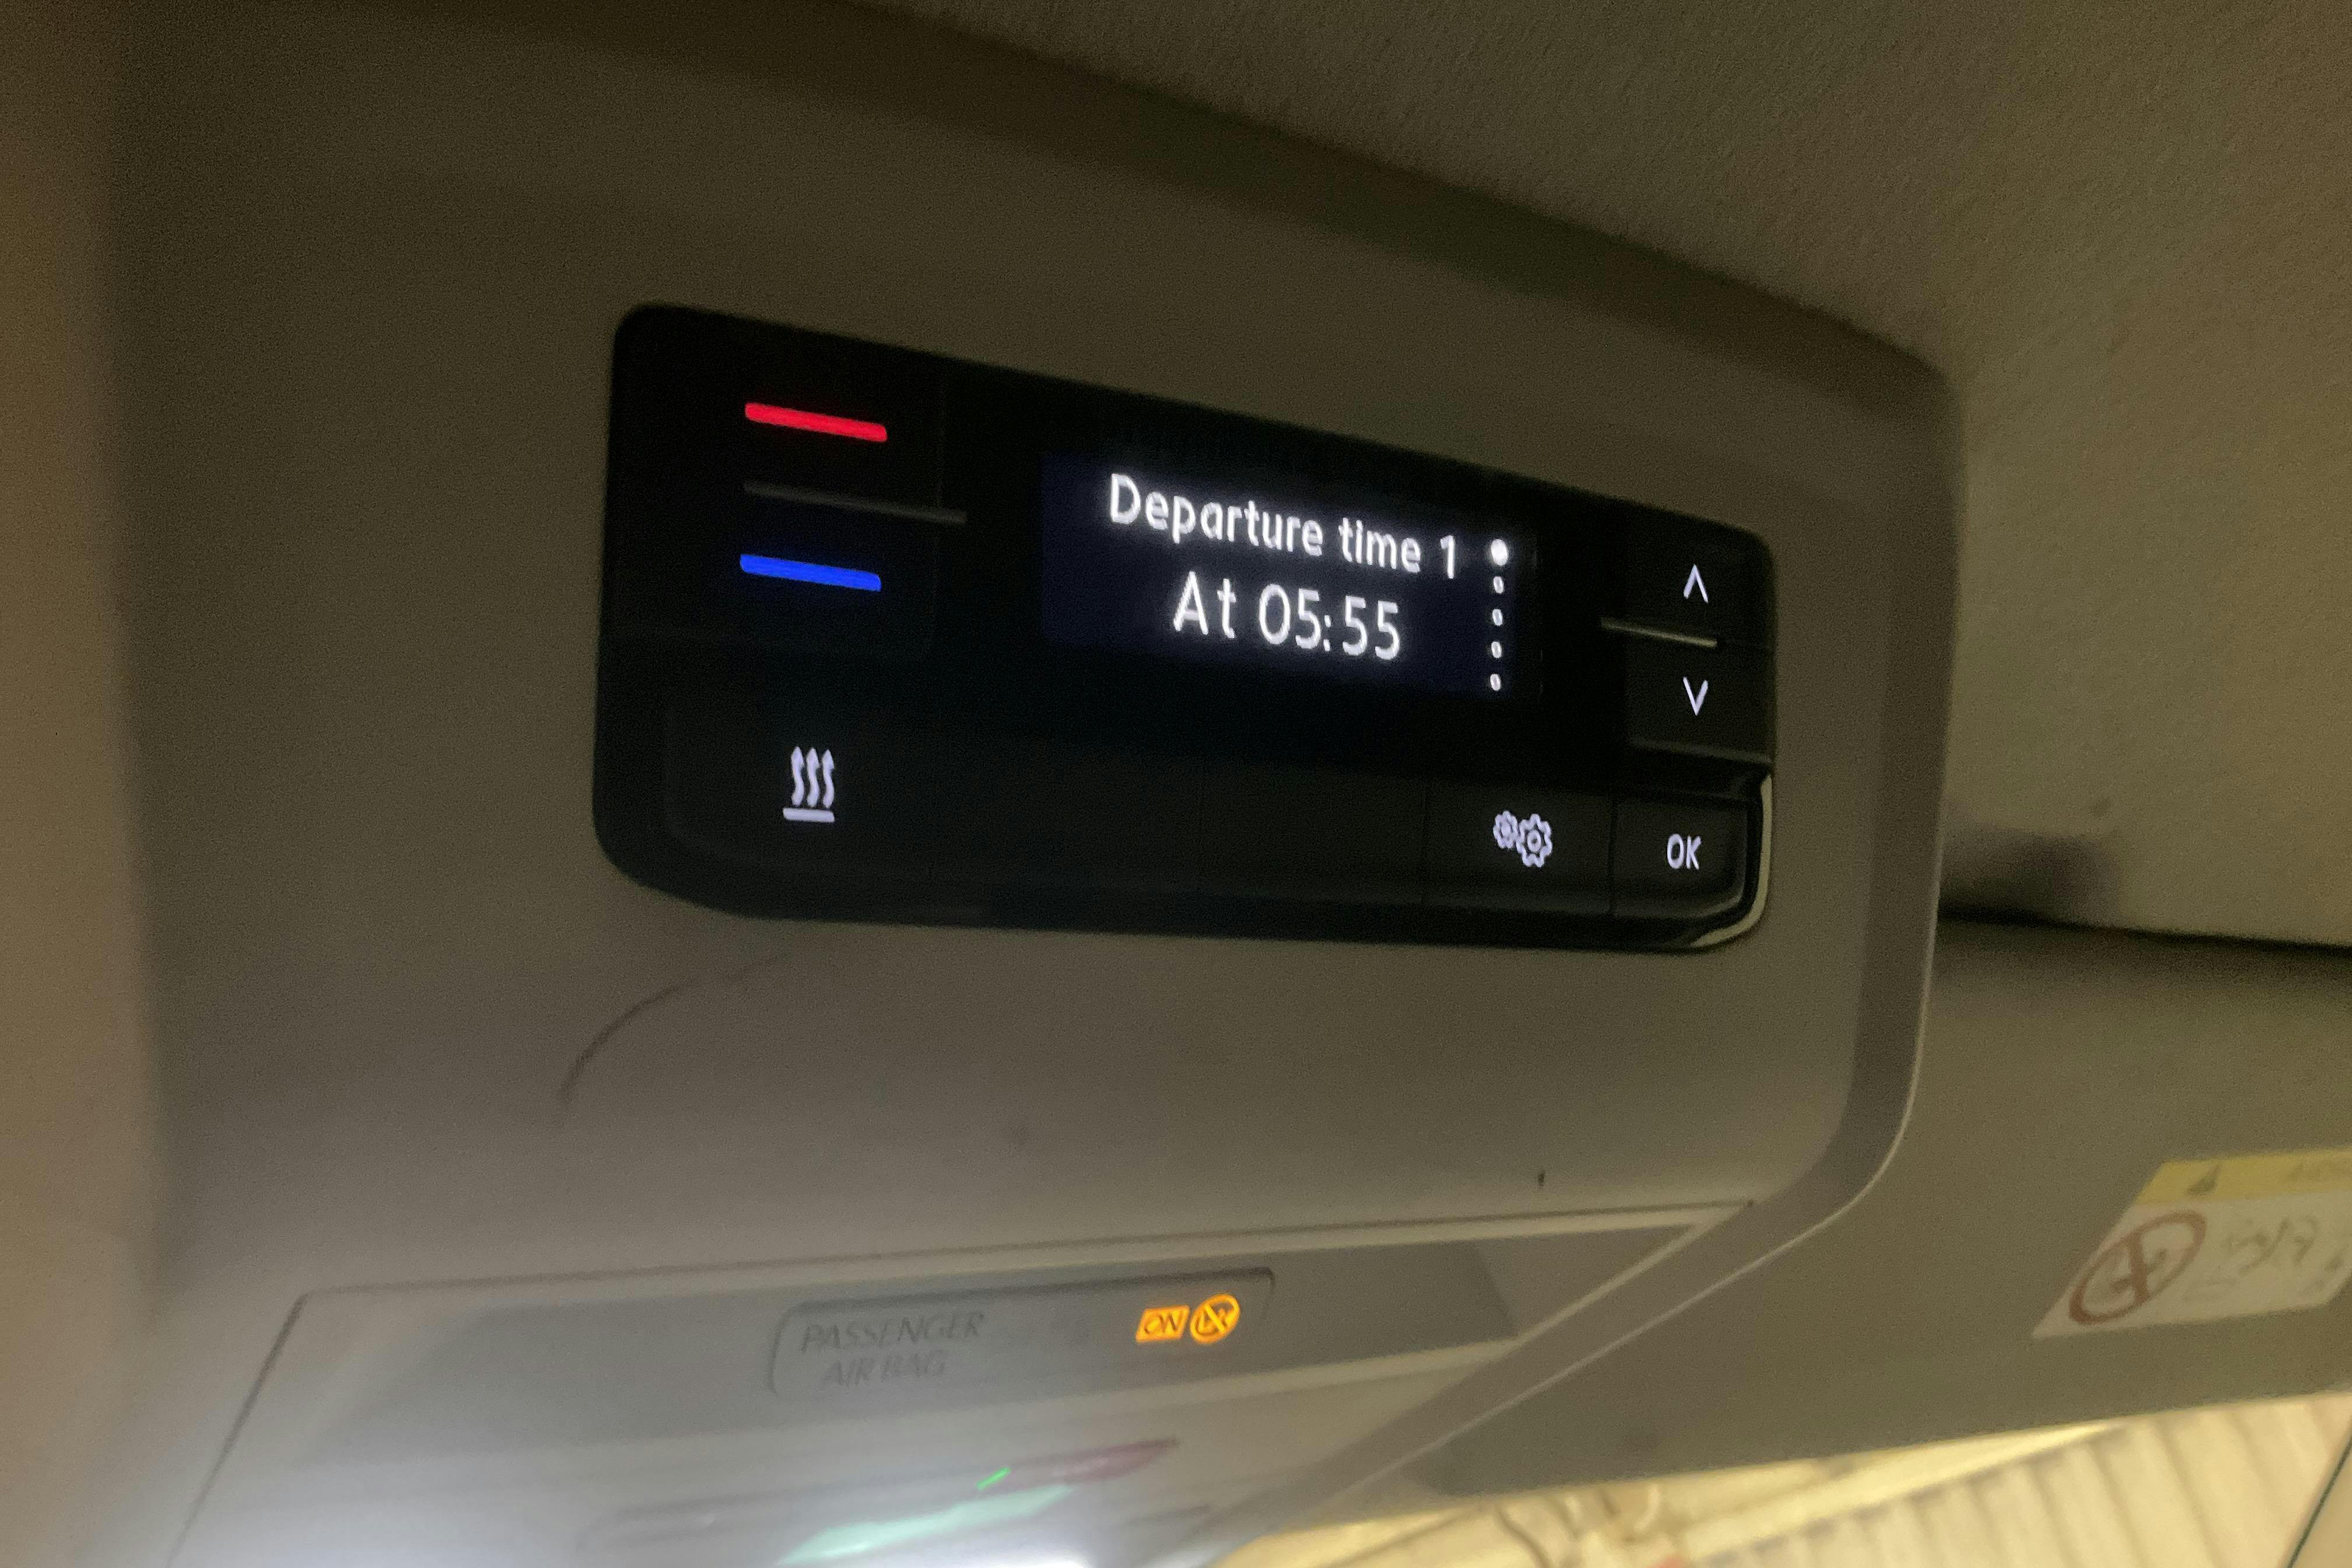 Departure time 1
At 05:55
OK
PASSENGER
AIR BAG
ON